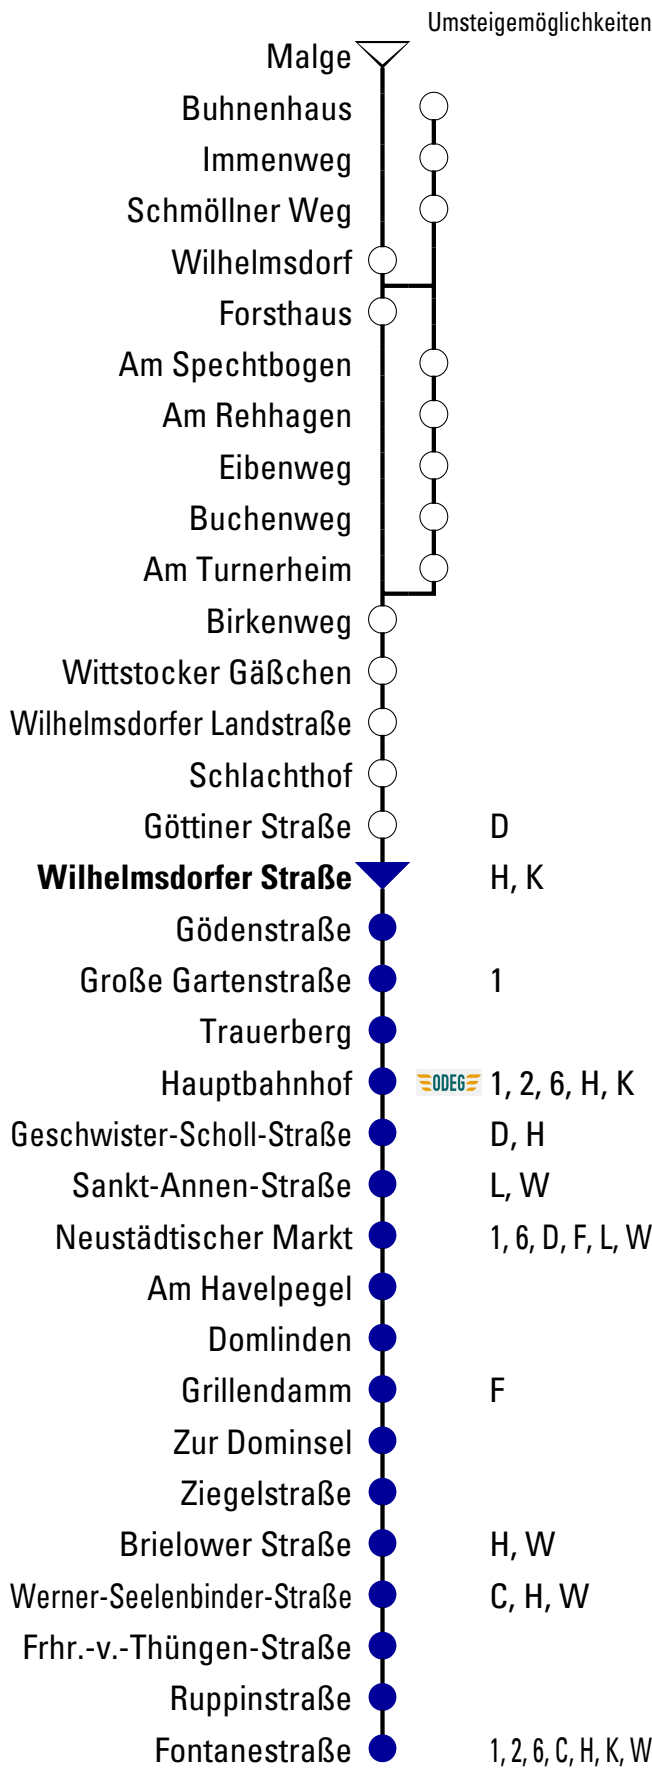 Umsteigemöglichkeiten
Malge
Buhnenhaus
Immenweg
Schmöllner Weg
Wilhelmsdorf
Forsthaus
Am Spechtbogen
Am Rehhagen
Eibenweg
Buchenweg
Am Turnerheim
Birkenweg
Wittstocker Gäßchen
Wilhelmsdorfer Landstraße
Schlachthof
Göttiner Straße D
Wilhelmsdorfer Straße H, K
Gödenstraße
Große Gartenstraße 1
Trauerberg
Hauptbahnhof ODEG 1, 2, 6, H, K
Geschwister-Scholl-Straße D, H
Sankt-Annen-Straße L, W
Neustädtischer Markt 1, 6, D, F, L, W
Am Havelpegel
Domlinden
Grillendamm F
Zur Dominsel
Ziegelstraße
Brielower Straße H, W
Werner-Seelenbinder-Straße C, H, W
Frhr.-v.-Thüngen-Straße
Ruppinstraße
Fontanestraße 1, 2, 6, C, H, K, W